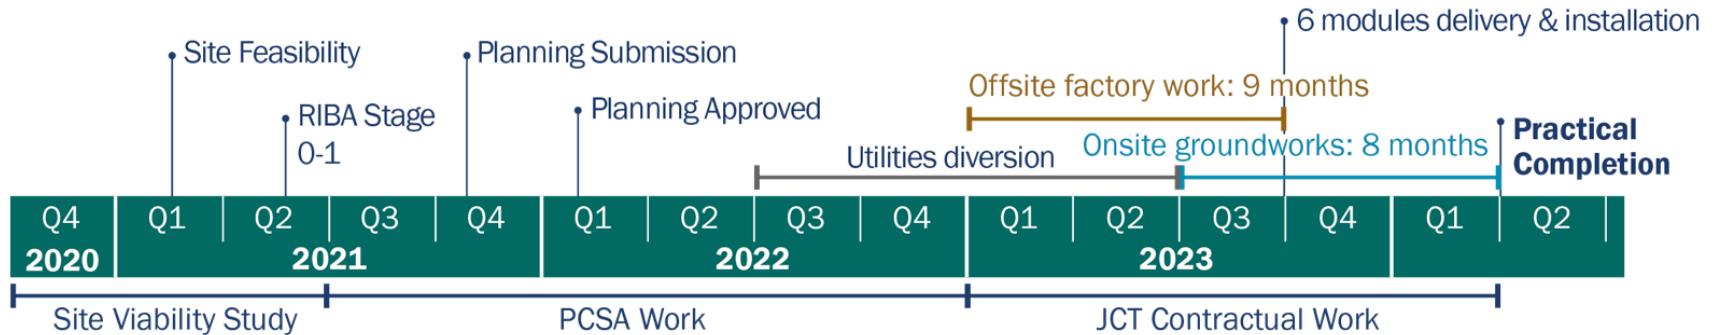 6 modules delivery & installation
Site Feasibility
Planning Submission
Offsite factory work: 9 months
RIBA Stage
0-1
Planning Approved
Utilities diversion
Onsite groundworks: 8 months
Practical
Completion
Q4 Q1 Q2 Q3 Q4 Q1 Q2 Q3 Q4 Q1 Q2 Q3 Q4 Q1 Q2
2020 2021 2022 2023
Site Viability Study PCSA Work JCT Contractual Work